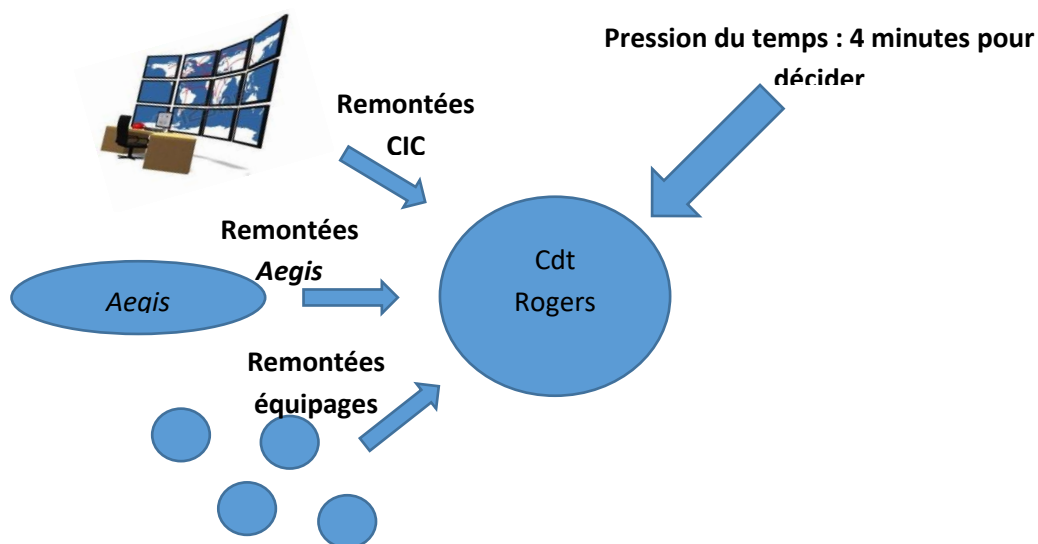 Pression du temps : 4 minutes pour
décider
Remontées
CIC
Remontées
Aegis
Aegis
Cdt
Rogers
Remontées
équipages